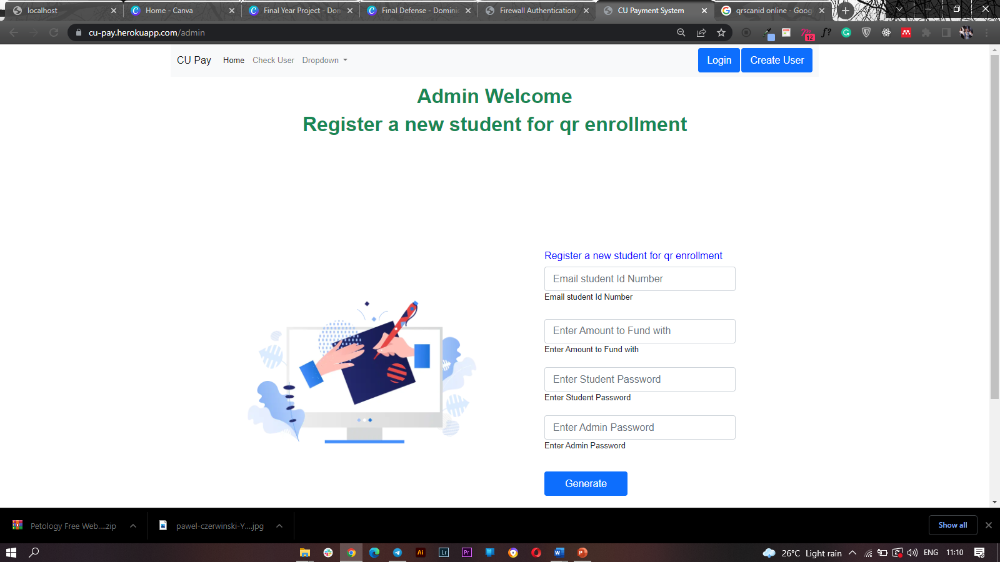 localhost
Home - Canva
Final Year Project - Don
Final Defense - Dominic
Firewall Authentication
CU Payment System
qrscanid online - Goog
cu-pay.herokuapp.com/admin
12
f?
CU Pay
Home
Check User
Dropdown
Login
Create User
Admin Welcome
Register a new student for qr enrollment
Register a new student for qr enrollment
Email student Id Number
Email student Id Number
Enter Amount to Fund with
Enter Amount to Fund with
Enter Student Password
Enter Student Password
Enter Admin Password
Enter Admin Password
Generate
Petology Free Web....zip
pawel-czerwinski-Y....jpg
Show all
Ai
Lr
Pr
26°C Light rain
ENG
11:10